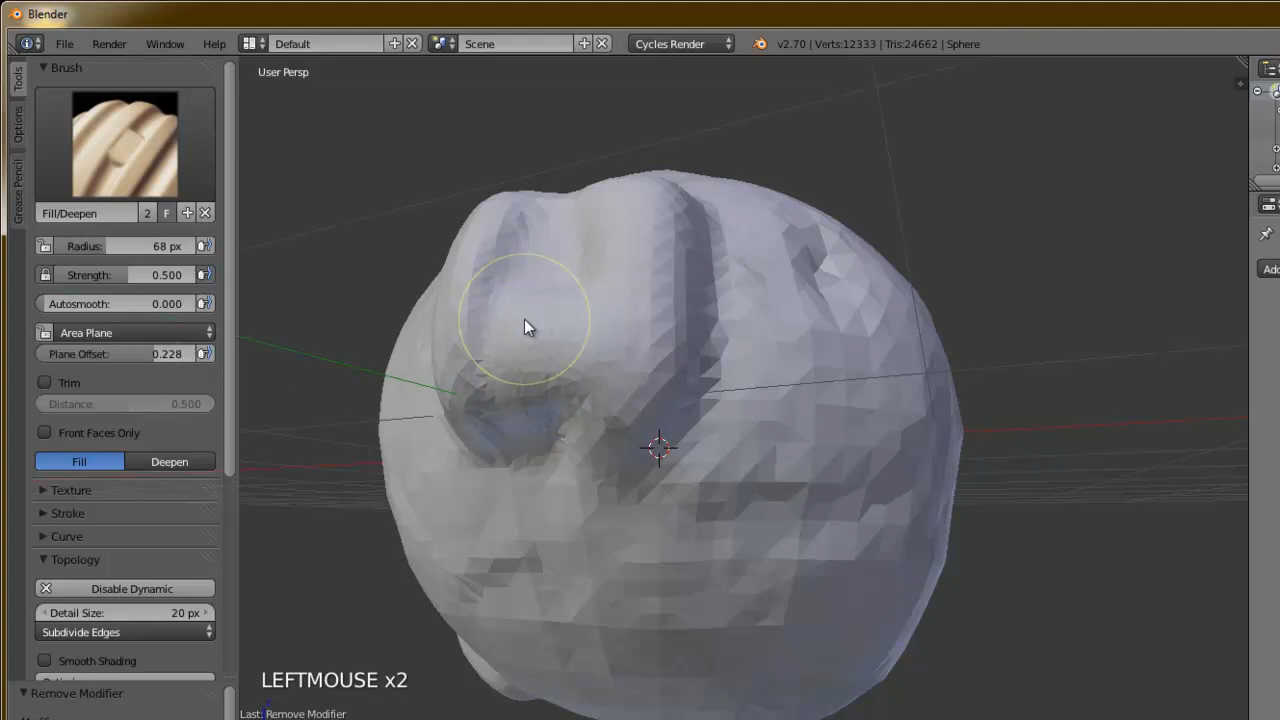 Blender
File Render Window Help Default Scene Cycles Render v2.70 | Verts:12333 | Tris:24662 | Sphere
Tools
Options
Grease Pencil
Brush
Fill/Deepen 2 F
Radius: 68 px
Strength: 0.500
Autosmooth: 0.000
Area Plane
Plane Offset: 0.228
Trim
Distance: 0.500
Front Faces Only
Fill Deepen
Texture
Stroke
Curve
Topology
Disable Dynamic
Detail Size: 20 px
Subdivide Edges
Smooth Shading
Remove Modifier
User Persp
LEFTMOUSE x2
Last: Remove Modifier